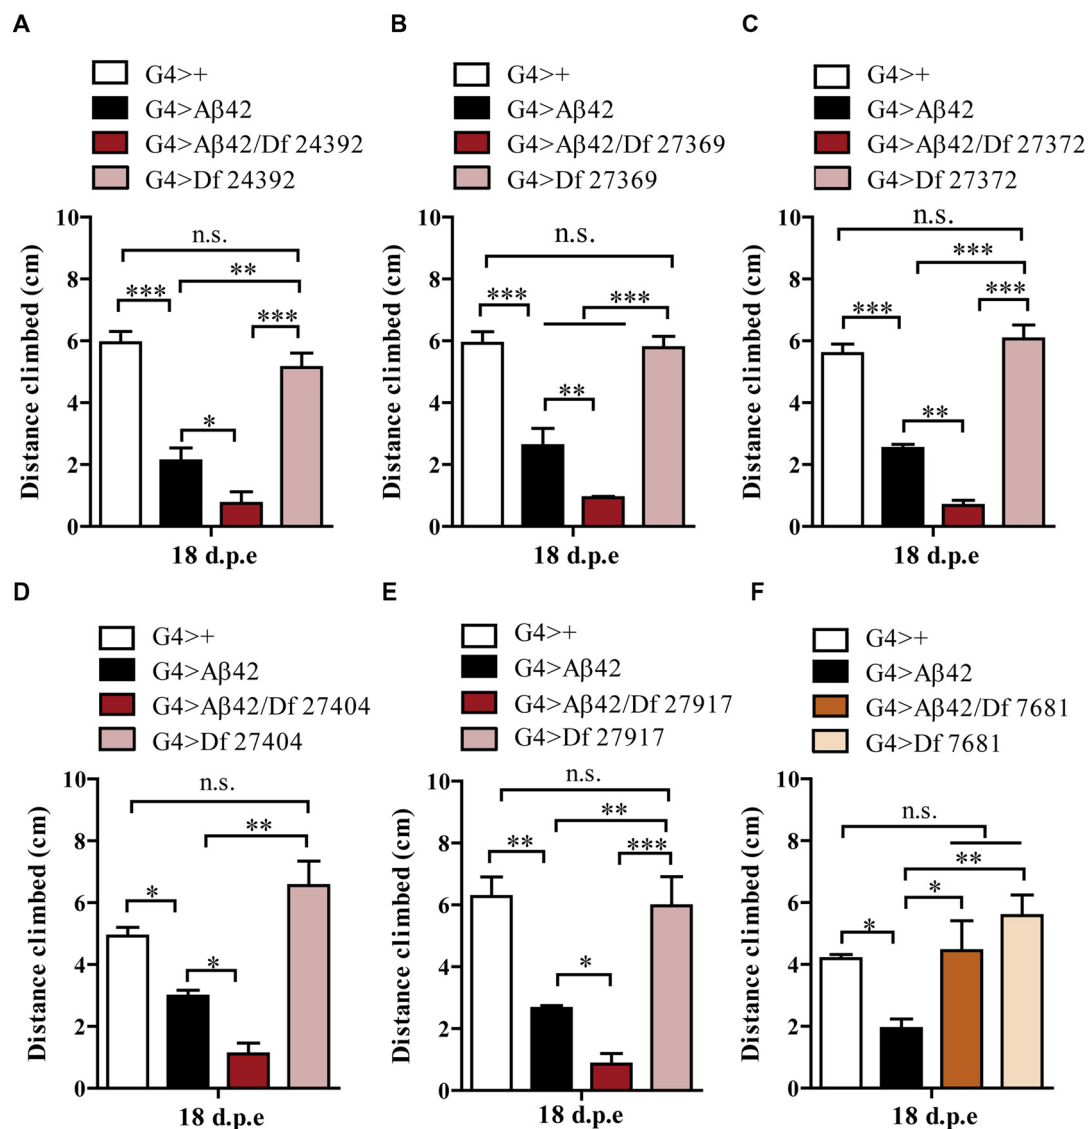 A
G4>+
G4>Aβ42
G4>Aβ42/Df 24392
G4>Df 24392
Distance climbed (cm)
10
8
6
4
2
0
n.s.
**
***
***
*
18 d.p.e
B
G4>+
G4>Aβ42
G4>Aβ42/Df 27369
G4>Df 27369
Distance climbed (cm)
10
8
6
4
2
0
n.s.
***
***
**
18 d.p.e
C
G4>+
G4>Aβ42
G4>Aβ42/Df 27372
G4>Df 27372
Distance climbed (cm)
10
8
6
4
2
0
n.s.
***
***
***
**
18 d.p.e
D
G4>+
G4>Aβ42
G4>Aβ42/Df 27404
G4>Df 27404
Distance climbed (cm)
10
8
6
4
2
0
n.s.
**
*
*
18 d.p.e
E
G4>+
G4>Aβ42
G4>Aβ42/Df 27917
G4>Df 27917
Distance climbed (cm)
10
8
6
4
2
0
n.s.
**
**
***
*
18 d.p.e
F
G4>+
G4>Aβ42
G4>Aβ42/Df 7681
G4>Df 7681
Distance climbed (cm)
10
8
6
4
2
0
n.s.
**
*
*
18 d.p.e